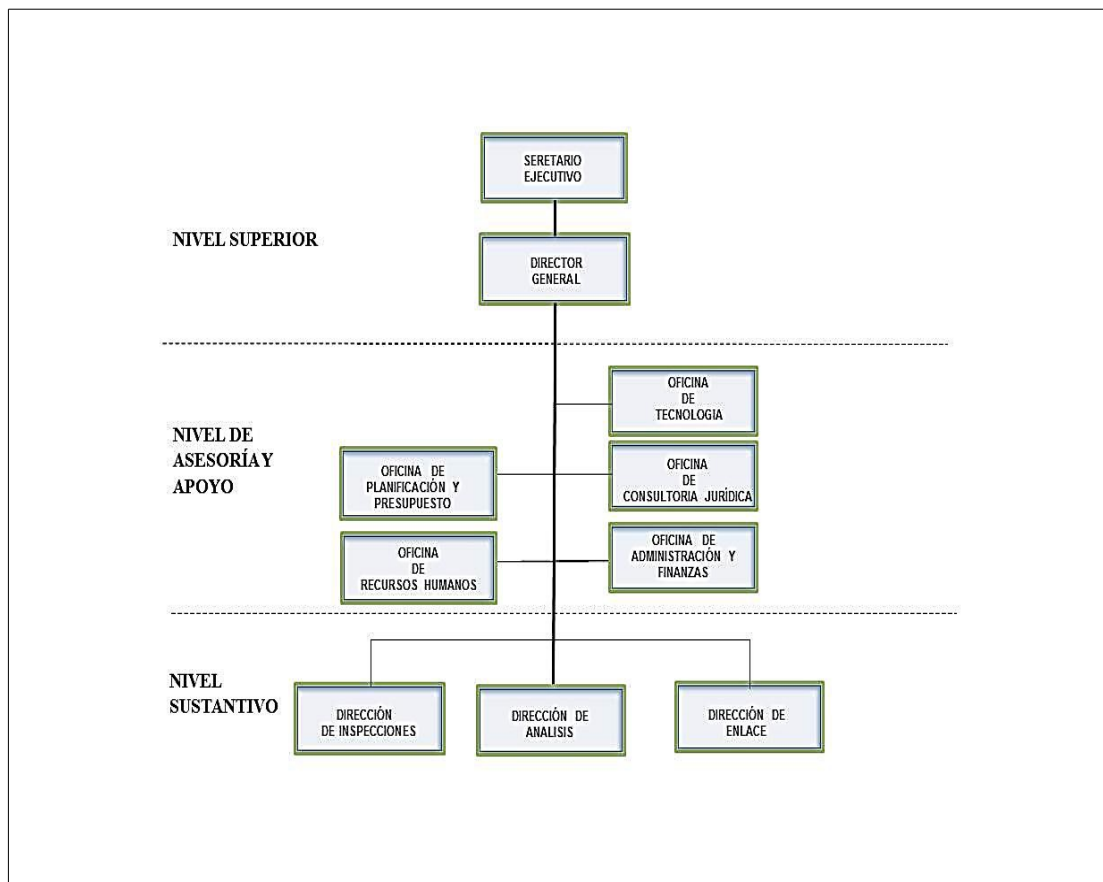 SERETARIO
EJECUTIVO
NIVEL SUPERIOR
DIRECTOR
GENERAL
OFICINA
DE
TECNOLOGIA
NIVEL DE
ASESORÍA Y
APOYO
OFICINA DE
PLANIFICACIÓN Y
PRESUPUESTO
OFICINA
DE
CONSULTORIA JURÍDICA
OFICINA
DE
RECURSOS HUMANOS
OFICINA DE
ADMINISTRACIÓN Y
FINANZAS
NIVEL
SUSTANTIVO
DIRECCIÓN
DE INSPECCIONES
DIRECCIÓN DE
ANALISIS
DIRECCIÓN DE
ENLACE